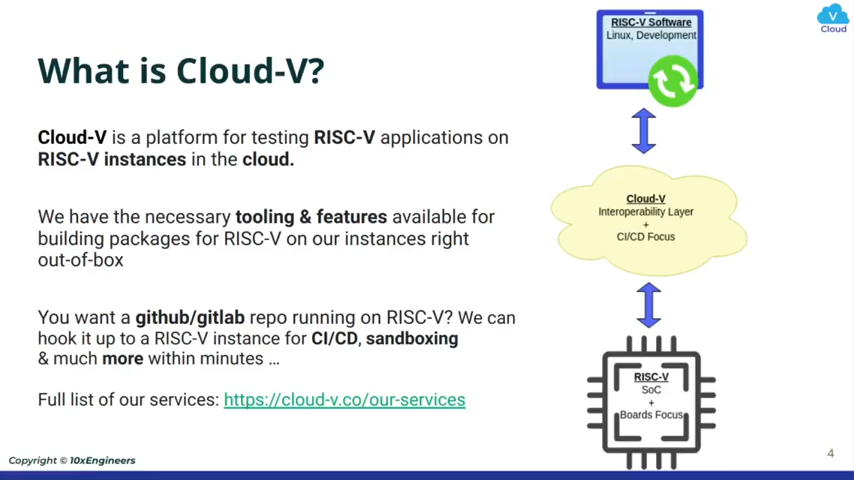 What is Cloud-V?
Cloud-V is a platform for testing RISC-V applications on
RISC-V instances in the cloud.
We have the necessary tooling & features available for
building packages for RISC-V on our instances right
out-of-box
You want a github/gitlab repo running on RISC-V? We can
hook it up to a RISC-V instance for CI/CD, sandboxing
& much more within minutes ...
Full list of our services: https://cloud-v.co/our-services
RISC-V Software
Linux, Development
Cloud-V
Interoperability Layer
+
CI/CD Focus
RISC-V
SoC
+
Boards Focus
V
Cloud
Copyright © 10xEngineers
4